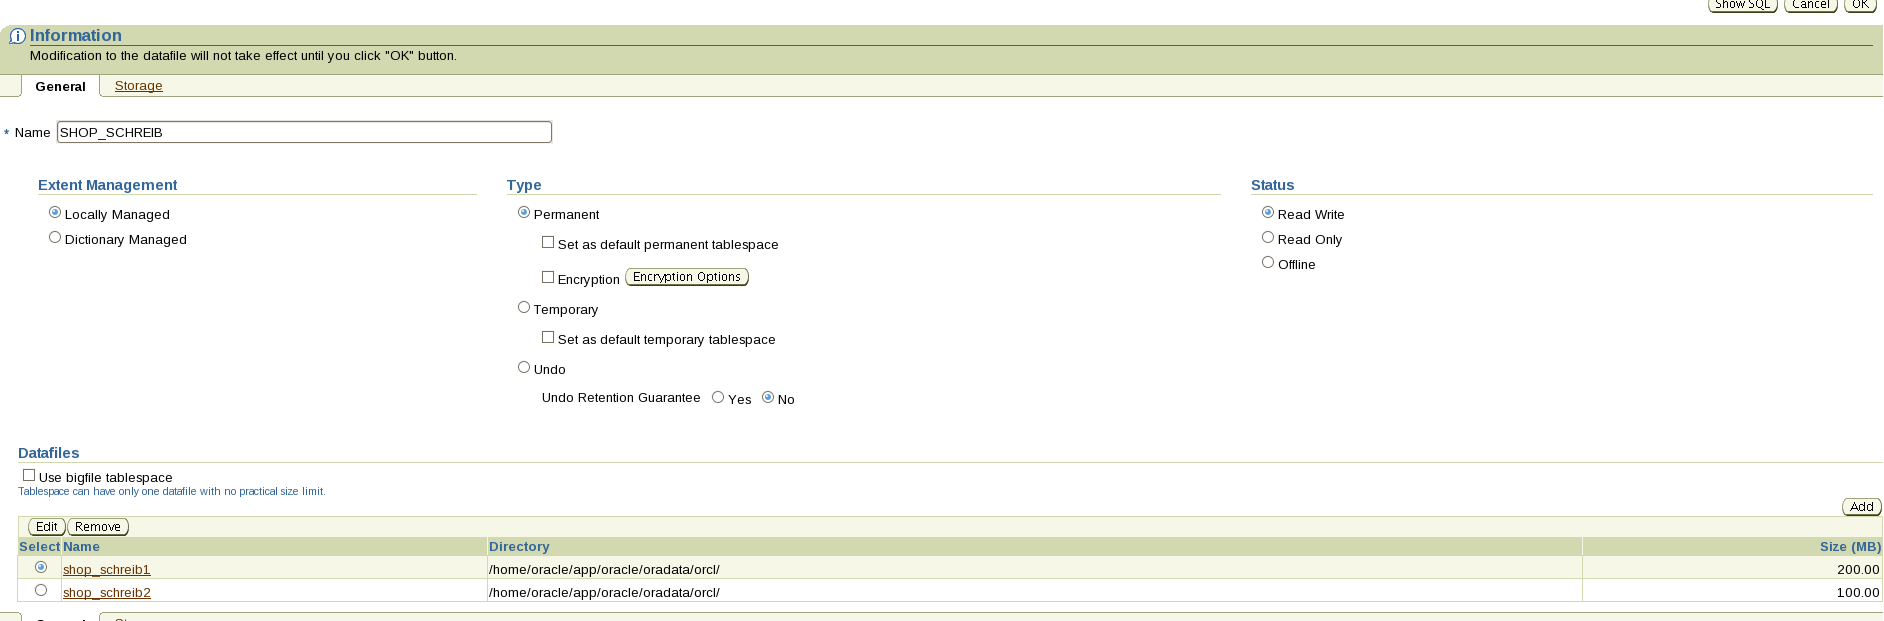 Show SQL Cancel OK
Information
Modification to the datafile will not take effect until you click "OK" button.
General Storage
* Name SHOP_SCHREIB
Extent Management Type Status
Locally Managed Permanent Read Write
Dictionary Managed Set as default permanent tablespace Read Only
Encryption Encryption Options Offline
Temporary
Set as default temporary tablespace
Undo
Undo Retention Guarantee Yes No
Datafiles
Use bigfile tablespace
Tablespace can have only one datafile with no practical size limit.
Add
Edit Remove
Select Name Directory Size (MB)
shop_schreib1 /home/oracle/app/oracle/oradata/orcl/ 200.00
shop_schreib2 /home/oracle/app/oracle/oradata/orcl/ 100.00